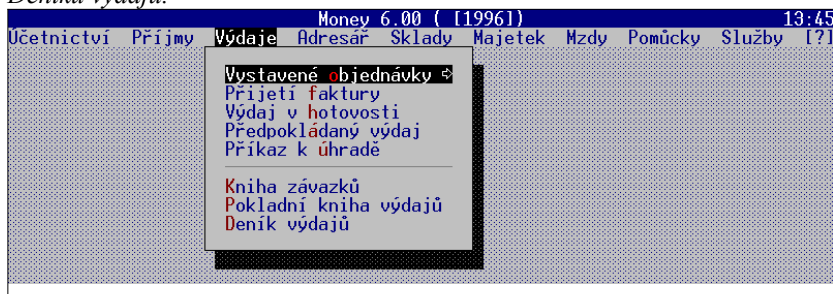 Deníku výdajů.
Money 6.00 ( [1996]) 13:45
Účetnictví Příjmy Výdaje Adresář Sklady Majetek Mzdy Pomůcky Služby [?]
Vystavené objednávky
Přijetí faktury
Výdaj v hotovosti
Předpokládaný výdaj
Příkaz k úhradě
Kniha závazků
Pokladní kniha výdajů
Deník výdajů